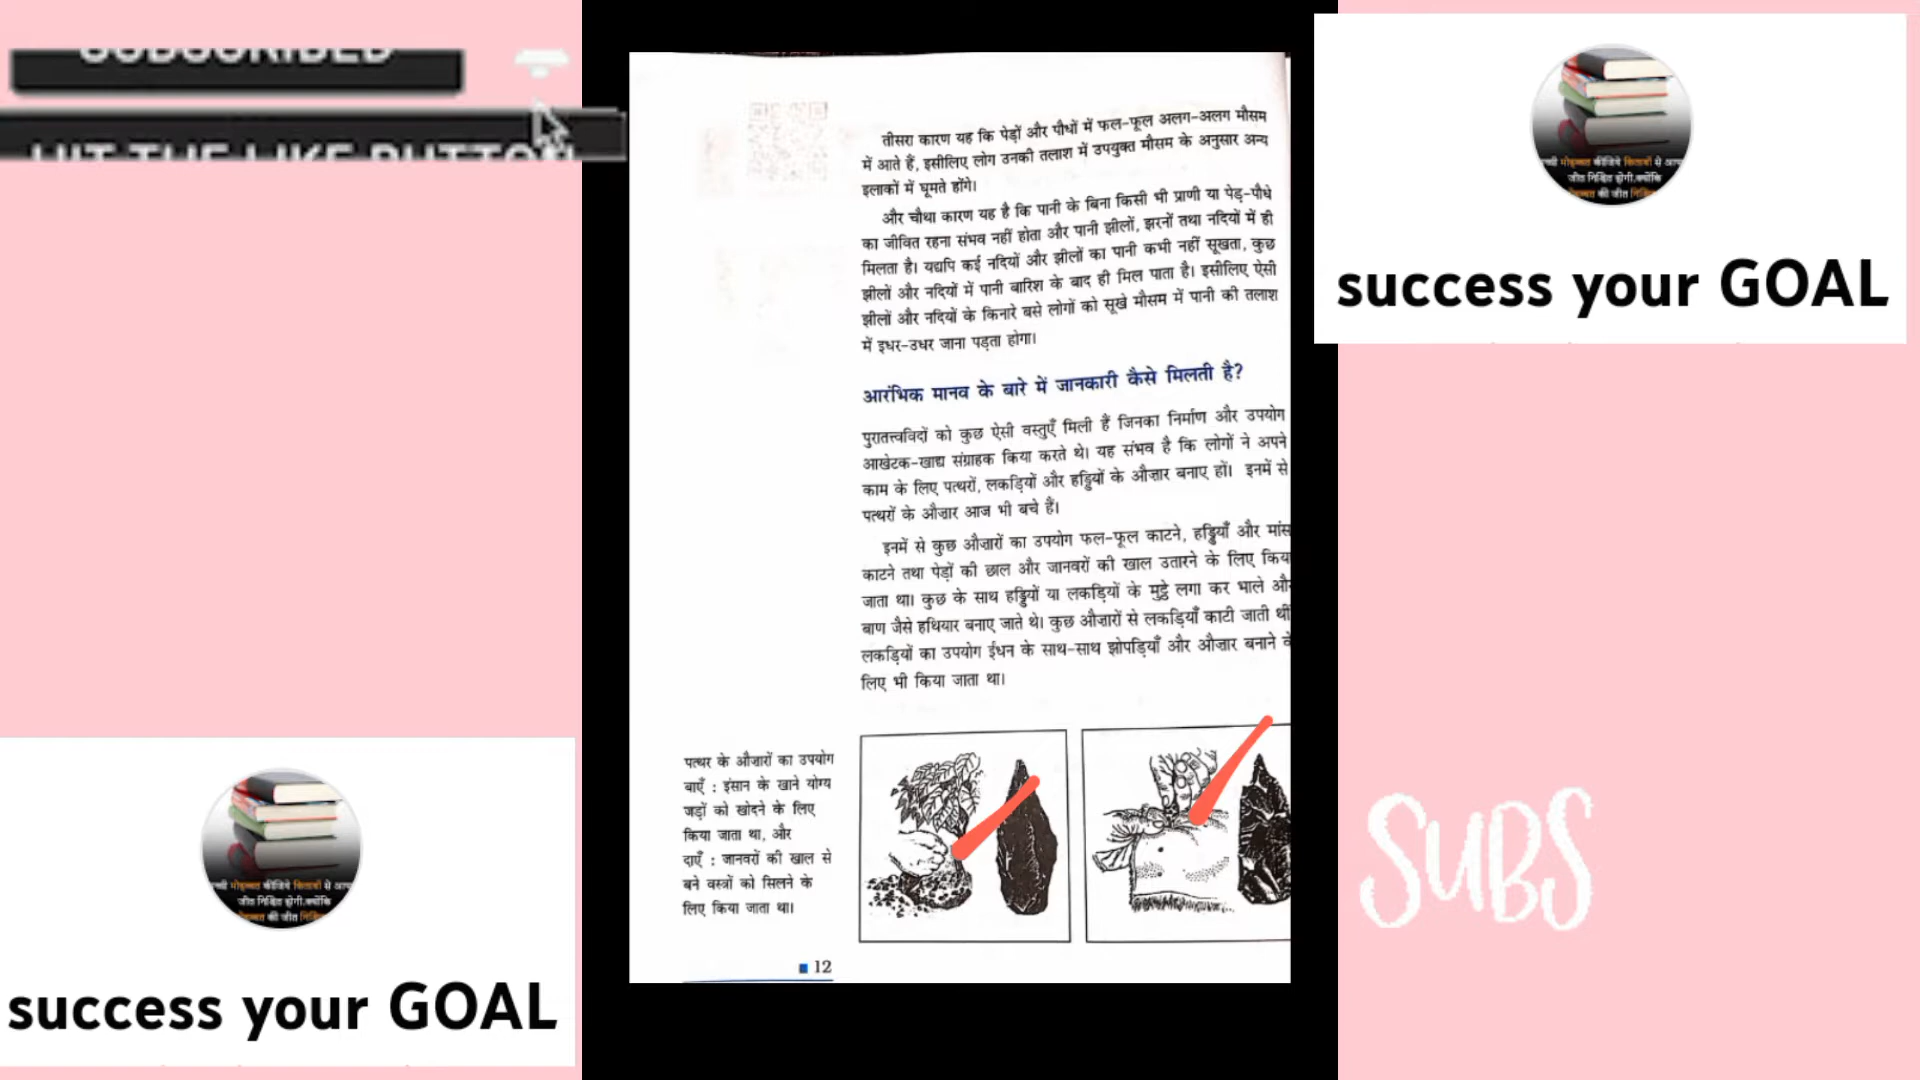 SUBSCRIBED
HIT THE LIKE BUTTON
तीसरा कारण यह कि पेड़ों और पौधों में फल-फूल अलग-अलग मौसम
में आते हैं, इसीलिए लोग उनकी तलाश में उपयुक्त मौसम के अनुसार अन्य
इलाकों में घूमते होंगे।
और चौथा कारण यह है कि पानी के बिना किसी भी प्राणी या पेड़-पौधे
का जीवित रहना संभव नहीं होता और पानी झीलों, झरनों तथा नदियों में ही
मिलता है। यद्यपि कई नदियों और झीलों का पानी कभी नहीं सूखता, कुछ
झीलों और नदियों में पानी बारिश के बाद ही मिल पाता है। इसीलिए ऐसी
झीलों और नदियों के किनारे बसे लोगों को सूखे मौसम में पानी की तलाश
में इधर-उधर जाना पड़ता होगा।
आरंभिक मानव के बारे में जानकारी कैसे मिलती है?
पुरातत्त्वविदों को कुछ ऐसी वस्तुएँ मिली हैं जिनका निर्माण और उपयोग
आखेटक-खाद्य संग्राहक किया करते थे। यह संभव है कि लोगों ने अपने
काम के लिए पत्थरों, लकड़ियों और हड्डियों के औज़ार बनाए हों। इनमें से
पत्थरों के औज़ार आज भी बचे हैं।
इनमें से कुछ औज़ारों का उपयोग फल-फूल काटने, हड्डियाँ और मांस
काटने तथा पेड़ों की छाल और जानवरों की खाल उतारने के लिए किया
जाता था। कुछ के साथ हड्डियों या लकड़ियों के मुट्ठे लगा कर भाले और
बाण जैसे हथियार बनाए जाते थे। कुछ औज़ारों से लकड़ियाँ काटी जाती थीं
लकड़ियों का उपयोग ईंधन के साथ-साथ झोपड़ियाँ और औज़ार बनाने के
लिए भी किया जाता था।
पत्थर के औज़ारों का उपयोग
बाएँ : इंसान के खाने योग्य
जड़ों को खोदने के लिए
किया जाता था, और
दाएँ : जानवरों की खाल से
बने वस्त्रों को सिलने के
लिए किया जाता था।
12
मोहब्बत कीजिये किताबों से
जीत निश्चित होगी.क्योंकि
की जीत
success your GOAL
SUBS
मोहब्बत कीजिये किताबों से
जीत निश्चित होगी.क्योंकि
की जीत
success your GOAL